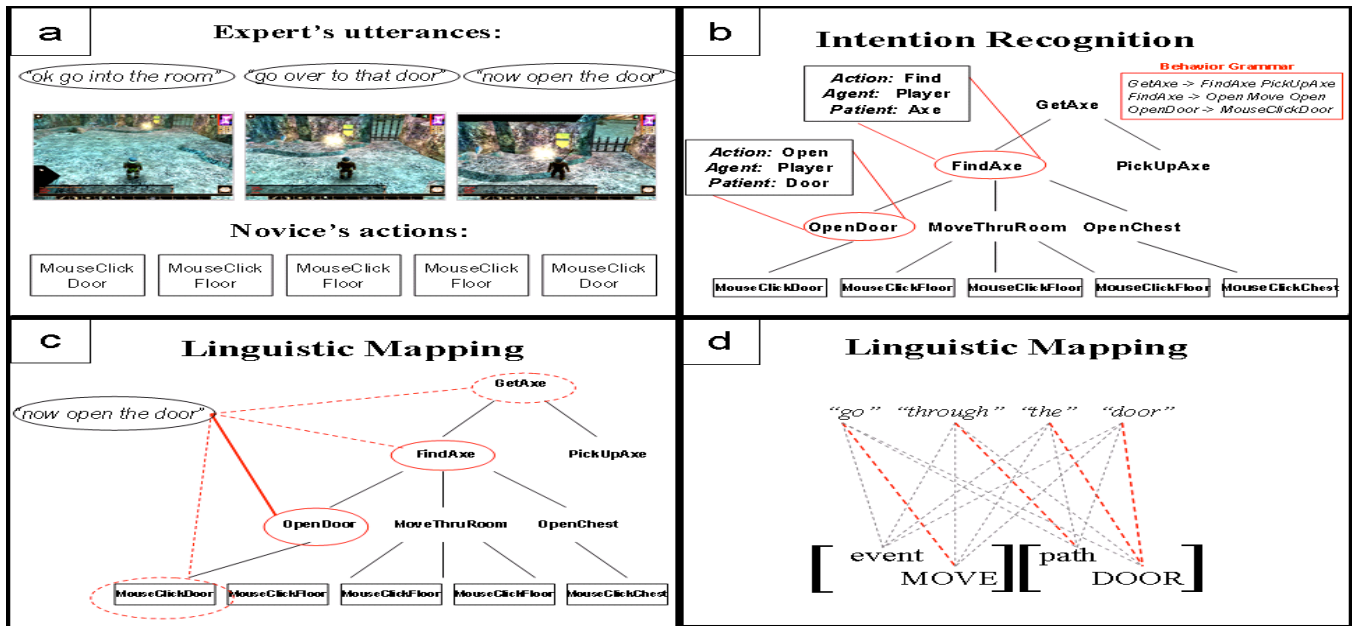 a
Expert's utterances:
"ok go into the room" "go over to that door" "now open the door"
Novice's actions:
MouseClick Door
MouseClick Floor
MouseClick Floor
MouseClick Floor
MouseClick Door
b
Intention Recognition
Behavior Grammar
GetAxe -> FindAxe PickUpAxe
FindAxe -> Open Move Open
OpenDoor -> MouseClickDoor
Action: Find
Agent: Player
Patient: Axe
GetAxe
Action: Open
Agent: Player
Patient: Door
FindAxe PickUpAxe
OpenDoor MoveThruRoom OpenChest
MouseClickDoor MouseClickFloor MouseClickFloor MouseClickFloor MouseClickChest
c
Linguistic Mapping
GetAxe
"now open the door"
FindAxe PickUpAxe
OpenDoor MoveThruRoom OpenChest
MouseClickDoor MouseClickFloor MouseClickFloor MouseClickFloor MouseClickChest
d
Linguistic Mapping
"go" "through" "the" "door"
[ event ] [ path ]
MOVE DOOR